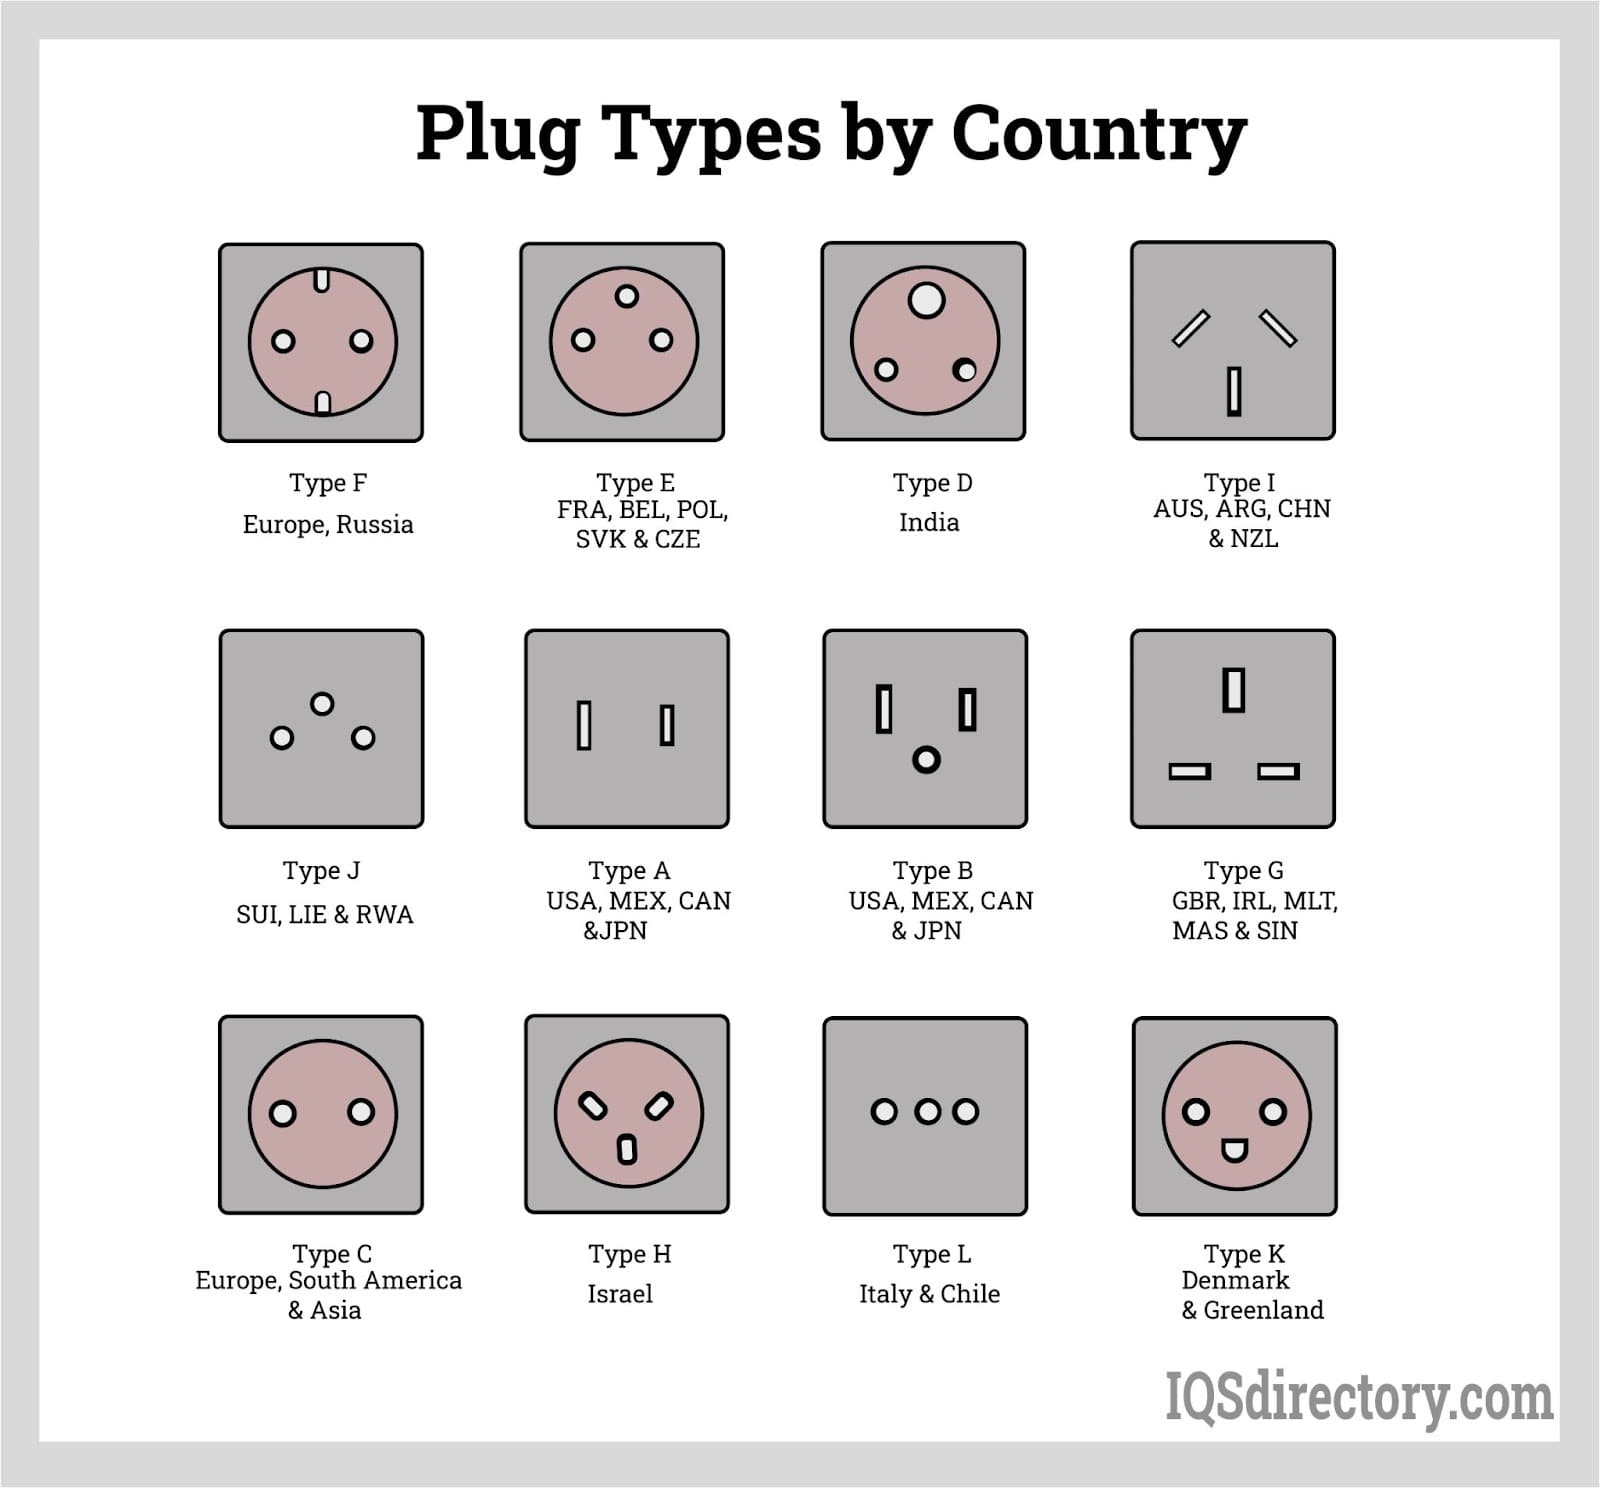 Plug Types by Country
Type F
Europe, Russia
Type E
FRA, BEL, POL,
SVK & CZE
Type D
India
Type I
AUS, ARG, CHN
& NZL
Type J
SUI, LIE & RWA
Type A
USA, MEX, CAN
&JPN
Type B
USA, MEX, CAN
& JPN
Type G
GBR, IRL, MLT,
MAS & SIN
Type C
Europe, South America
& Asia
Type H
Israel
Type L
Italy & Chile
Type K
Denmark
& Greenland
IQSdirectory.com